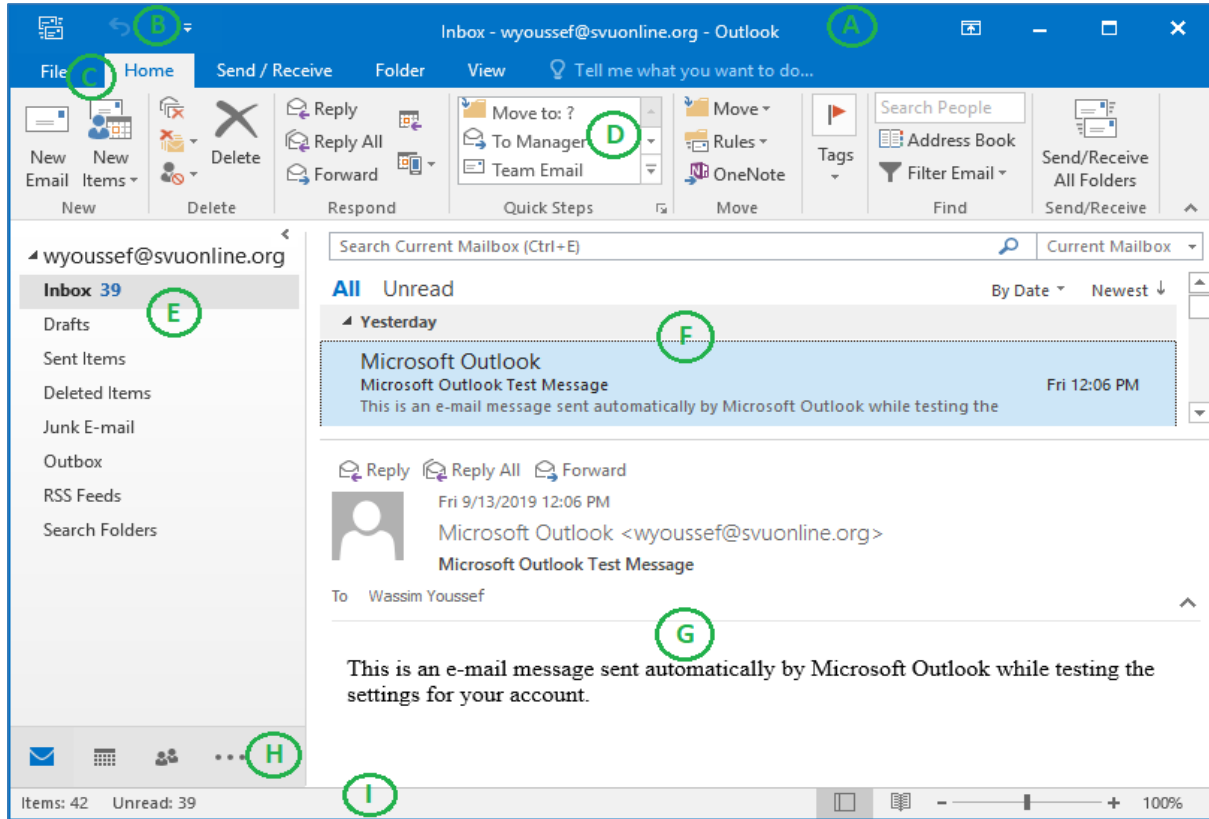 B
Inbox - wyoussef@svuonline.org - Outlook
A
File
C
Home
Send / Receive
Folder
View
Tell me what you want to do...
New Email
New Items
New
Delete
Delete
Reply
Reply All
Forward
Respond
Move to: ?
To Manager
Team Email
D
Quick Steps
Move
Rules
OneNote
Move
Tags
Search People
Address Book
Filter Email
Find
Send/Receive
All Folders
Send/Receive
wyoussef@svuonline.org
Inbox 39
E
Drafts
Sent Items
Deleted Items
Junk E-mail
Outbox
RSS Feeds
Search Folders
Search Current Mailbox (Ctrl+E)
Current Mailbox
All Unread
By Date Newest
Yesterday
F
Microsoft Outlook
Microsoft Outlook Test Message
Fri 12:06 PM
This is an e-mail message sent automatically by Microsoft Outlook while testing the
Reply Reply All Forward
Fri 9/13/2019 12:06 PM
Microsoft Outlook <wyoussef@svuonline.org>
Microsoft Outlook Test Message
To Wassim Youssef
G
This is an e-mail message sent automatically by Microsoft Outlook while testing the
settings for your account.
H
Items: 42 Unread: 39
I
100%